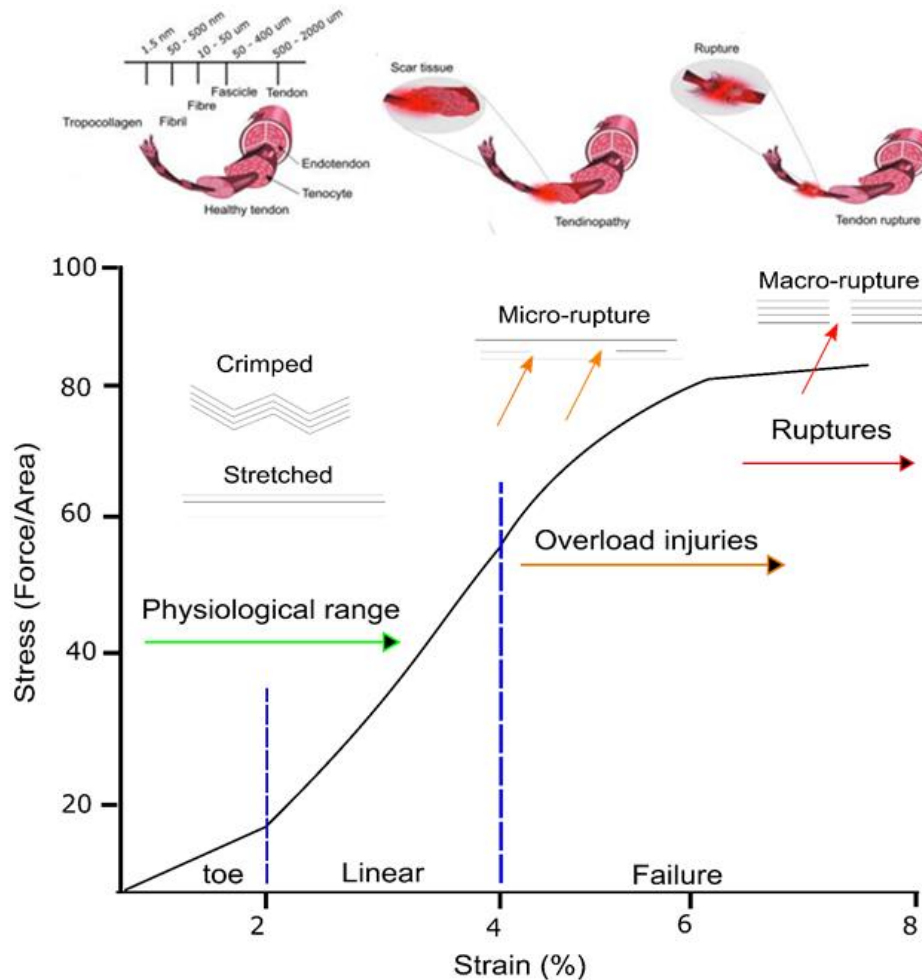 1.5 nm
50 - 500 nm
10 - 50 um
50 - 400 um
500 - 2000 um
Tropocollagen
Fibril
Fibre
Fascicle
Tendon
Endotendon
Tenocyte
Healthy tendon
Scar tissue
Tendinopathy
Rupture
Tendon rupture
100
80
60
40
20
Stress (Force/Area)
Crimped
Stretched
Physiological range
Micro-rupture
Macro-rupture
Ruptures
Overload injuries
toe
Linear
Failure
2
4
6
8
Strain (%)